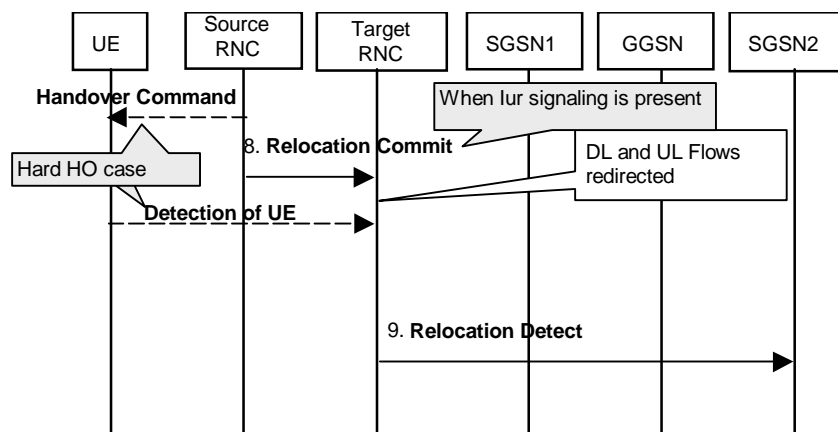 UE
Source
RNC
Target
RNC
SGSN1
GGSN
SGSN2
Handover Command
When Iur signaling is present
8. Relocation Commit
DL and UL Flows
redirected
Hard HO case
Detection of UE
9. Relocation Detect